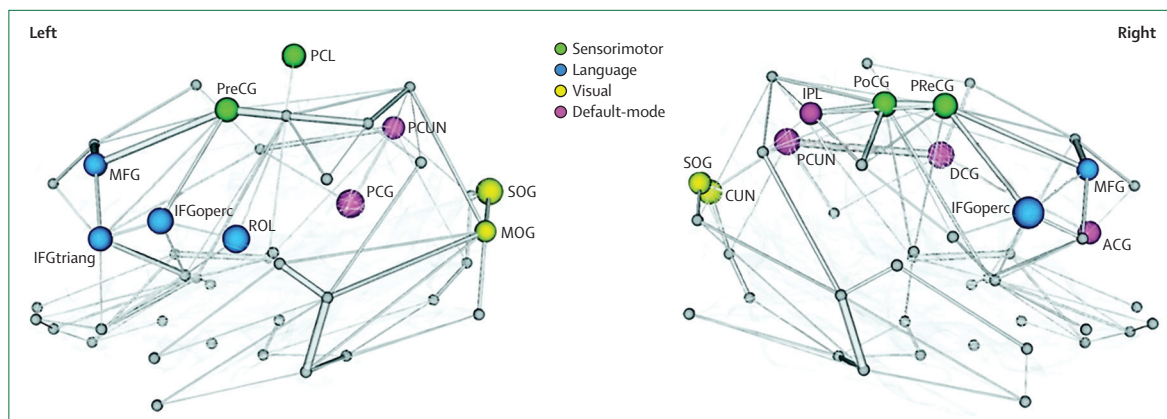 Left
PCL
PreCG
PCUN
MFG
PCG
SOG
IFGoperc
ROL
MOG
IFGtriang
Sensorimotor
Language
Visual
Default-mode
Right
PoCG
PReCG
IPL
PCUN
DCG
SOG
MFG
CUN
IFGoperc
ACG